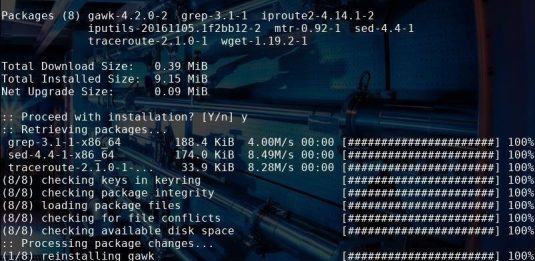 Packages (8) gawk-4.2.0-2 grep-3.1-1 iproute2-4.14.1-2
iputils-20161105.1f2bb12-2 mtr-0.92-1 sed-4.4-1
traceroute-2.1.0-1 wget-1.19.2-1
Total Download Size: 0.39 MiB
Total Installed Size: 9.15 MiB
Net Upgrade Size: 0.09 MiB
:: Proceed with installation? [Y/n] y
:: Retrieving packages...
grep-3.1-1-x86_64 188.4 KiB 4.00M/s 00:00 [######################] 100%
sed-4.4-1-x86_64 174.0 KiB 8.49M/s 00:00 [######################] 100%
traceroute-2.1.0-1-... 33.9 KiB 8.28M/s 00:00 [######################] 100%
(8/8) checking keys in keyring [######################] 100%
(8/8) checking package integrity [######################] 100%
(8/8) loading package files [######################] 100%
(8/8) checking for file conflicts [######################] 100%
(8/8) checking available disk space [######################] 100%
:: Processing package changes...
(1/8) reinstalling gawk [######################] 100%